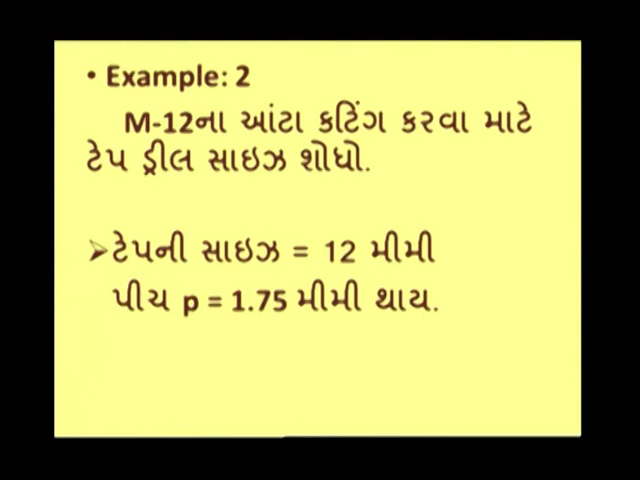 • Example: 2
M-12ના આંટા કટિંગ કરવા માટે
ટેપ ડ્રીલ સાઇઝ શોધો.
➢ ટેપની સાઇઝ = 12 મીમી
પીચ p = 1.75 મીમી થાય.